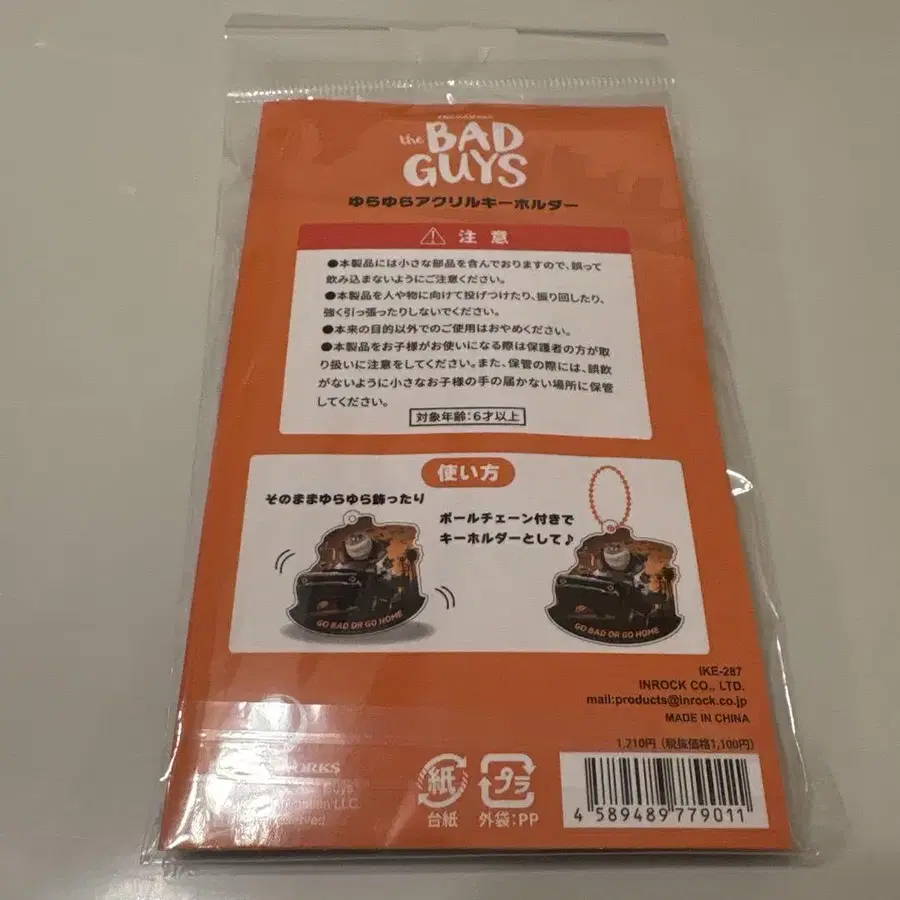 the BAD
GUYS
ゆらゆらアクリルキーホルダー
注意
●本製品には小さな部品を含んでおりますので、誤って
飲み込まないようにご注意ください。
●本製品を人や物に向けて投げつけたり、振り回したり、
強く引っ張ったりしないでください。
●本来の目的以外でのご使用はおやめください。
●本製品をお子様がお使いになる際は保護者の方が取
り扱いに注意をしてください。また、保管の際には、誤飲
がないように小さなお子様の手の届かない場所に保管
してください。
対象年齢：6才以上
使い方
そのままゆらゆら飾ったり
ボールチェーン付きで
キーホルダーとして♪
GO BAD OR GO HOME
GO BAD OR GO HOME
IKE-287
INROCK CO., LTD.
mail:products@inrock.co.jp
MADE IN CHINA
1,210円（税抜価格1,100円）
紙
台紙
プラ
外袋：PP
4 589489 779011
LLC.